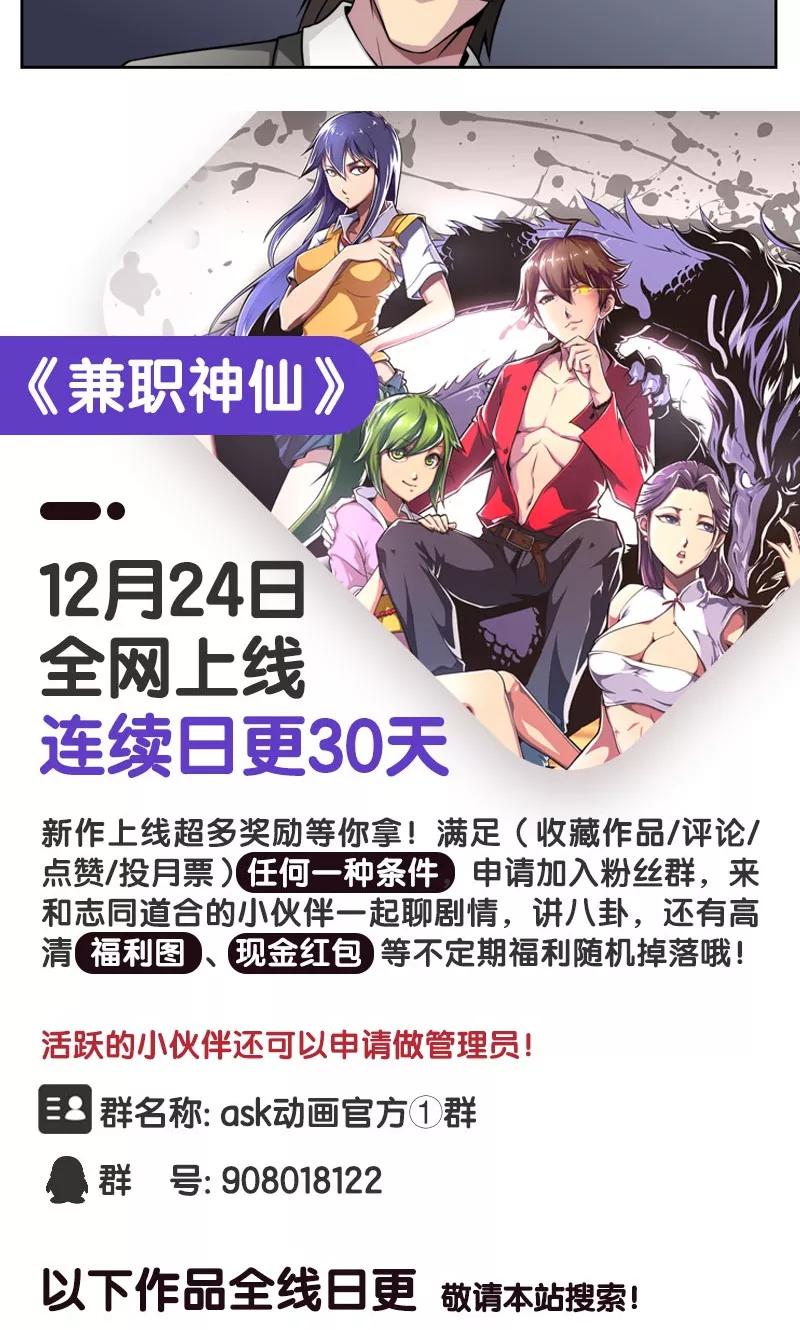 《兼职神仙》
12月24日
全网上线
连续日更30天
新作上线超多奖励等你拿！满足（收藏作品/评论/
点赞/投月票）任何一种条件，申请加入粉丝群，来
和志同道合的小伙伴一起聊剧情，讲八卦，还有高
清 福利图、现金红包 等不定期福利随机掉落哦！
活跃的小伙伴还可以申请做管理员！
群名称: ask动画官方①群
群 号: 908018122
以下作品全线日更 敬请本站搜索！